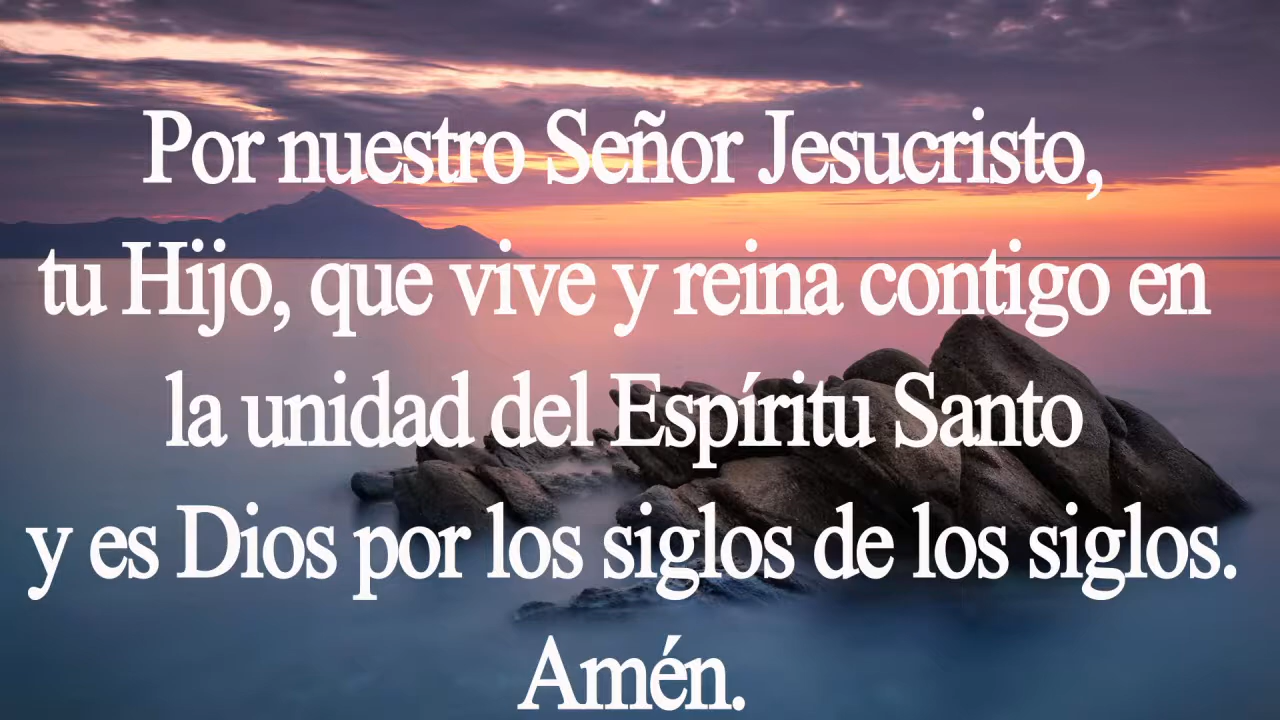 Por nuestro Señor Jesucristo,
tu Hijo, que vive y reina contigo en
la unidad del Espíritu Santo
y es Dios por los siglos de los siglos.
Amén.